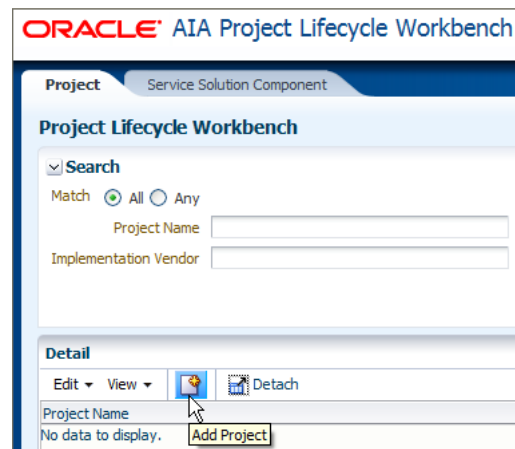 ORACLE AIA Project Lifecycle Workbench
Project Service Solution Component
Project Lifecycle Workbench
Search
Match All Any
Project Name
Implementation Vendor
Detail
Edit View Detach
Project Name
No data to display. Add Project